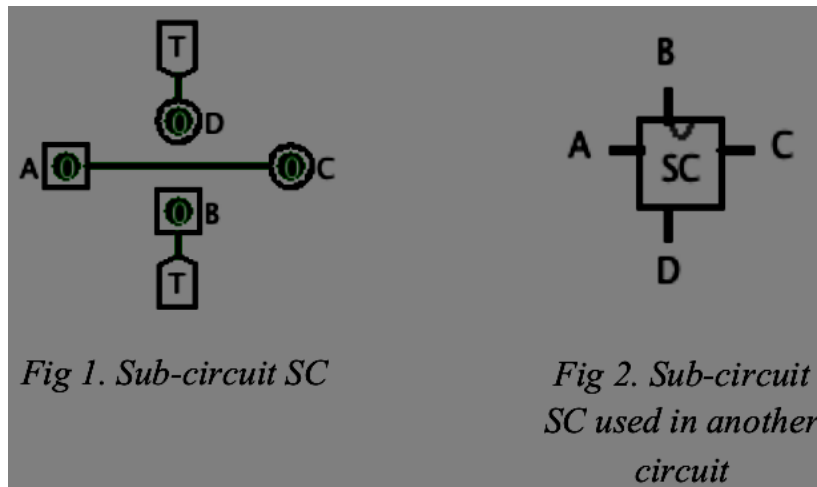 T
0 D
A 0 0 C
0 B
T
Fig 1. Sub-circuit SC
B
A SC C
D
Fig 2. Sub-circuit
SC used in another
circuit